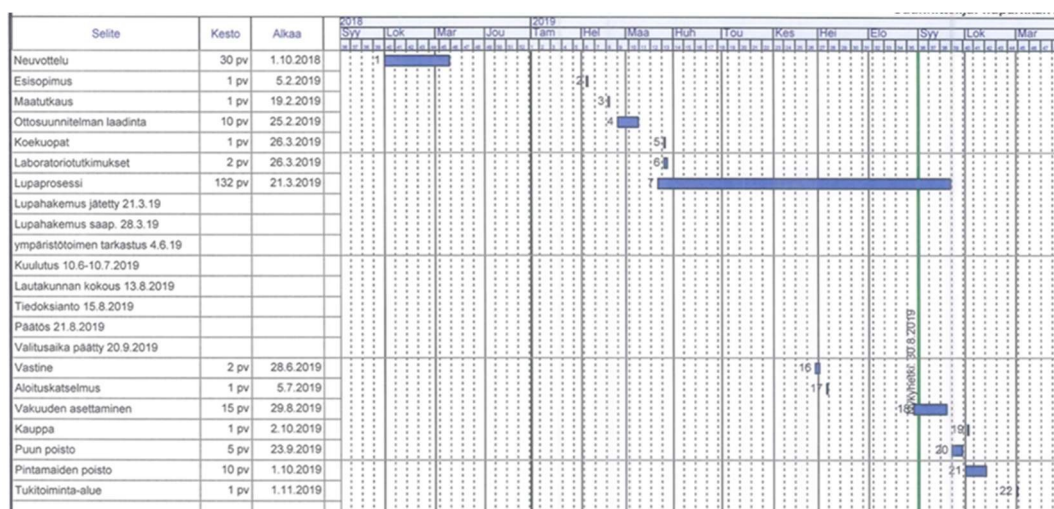 2018 2019
Selite Kesto Alkaa Syy Lok Mar Jou Tam Hel Maa Huh Tou Kes Hei Elo Syy Lok Mar
Neuvottelu 30 pv 1.10.2018 1
Esisopimus 1 pv 5.2.2019 2
Maatutkaus 1 pv 19.2.2019 3
Ottosuunnitelman laadinta 10 pv 25.2.2019 4
Koekuopat 1 pv 26.3.2019 5
Laboratoriotutkimukset 2 pv 26.3.2019 6
Lupaprosessi 132 pv 21.3.2019 7
Lupahakemus jätetty 21.3.19
Lupahakemus saap. 28.3.19
ympäristötoimen tarkastus 4.6.19
Kuulutus 10.6-10.7.2019
Lautakunnan kokous 13.8.2019
Tiedoksianto 15.8.2019
Päätös 21.8.2019
Valitusaika päätty 20.9.2019
Vastine 2 pv 28.6.2019 16
Aloituskatselmus 1 pv 5.7.2019 17
Vakuuden asettaminen 15 pv 29.8.2019 18
Kauppa 1 pv 2.10.2019 19
Puun poisto 5 pv 23.9.2019 20
Pintamaiden poisto 10 pv 1.10.2019 21
Tukitoiminta-alue 1 pv 1.11.2019 22
Nykyhetki: 30.8.2019